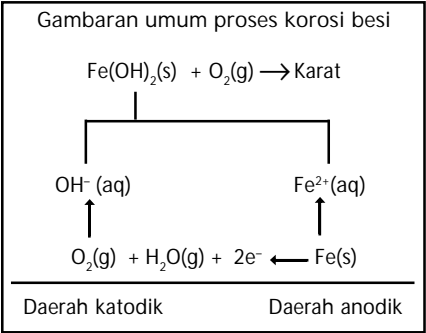 Gambaran umum proses korosi besi
Fe(OH)₂(s) + O₂(g) → Karat
OH⁻ (aq) Fe²⁺(aq)
O₂(g) + H₂O(g) + 2e⁻ ← Fe(s)
Daerah katodik Daerah anodik